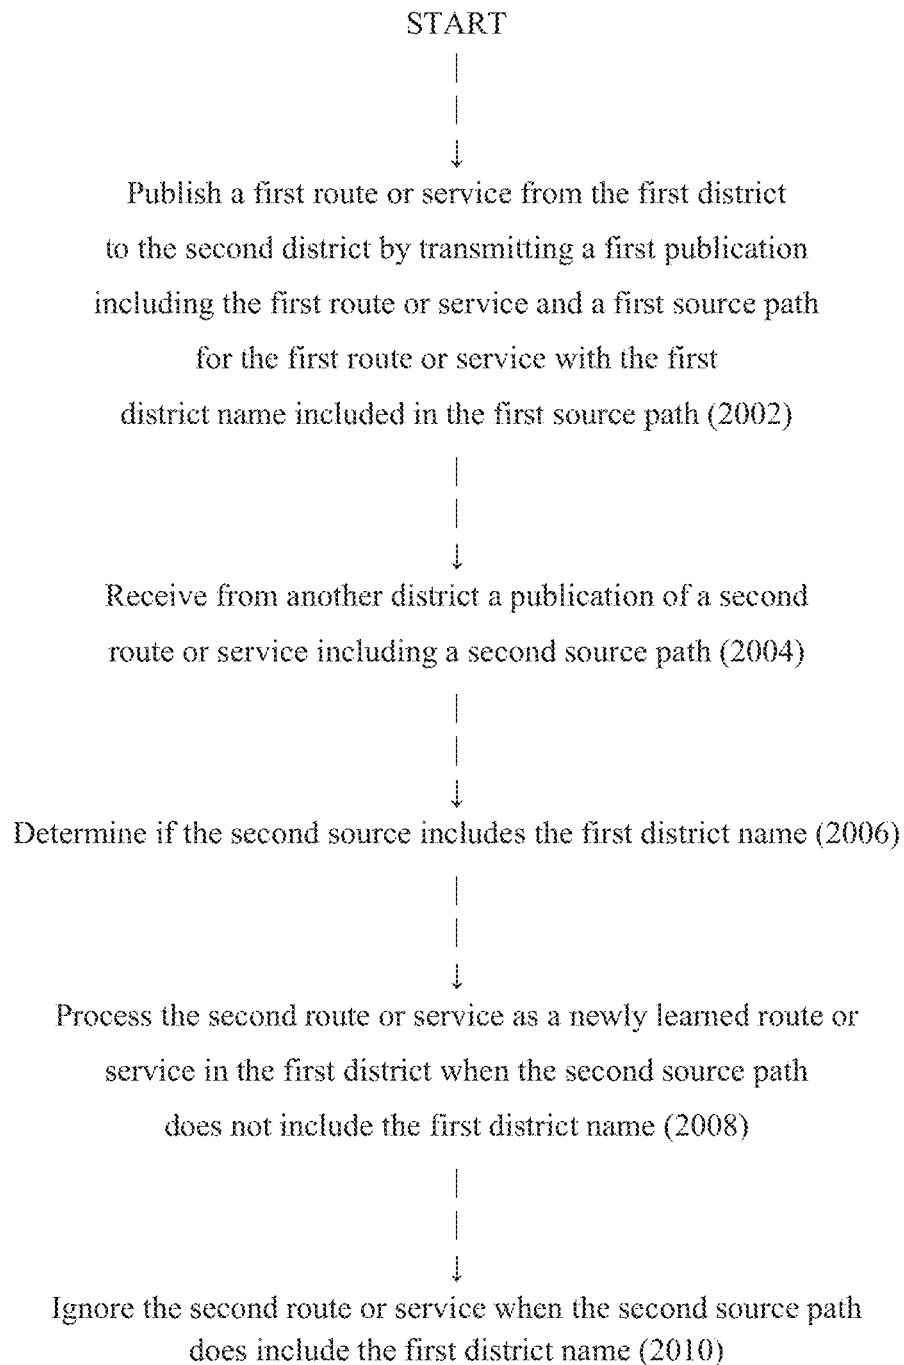 START
Publish a first route or service from the first district
to the second district by transmitting a first publication
including the first route or service and a first source path
for the first route or service with the first
district name included in the first source path (2002)
Receive from another district a publication of a second
route or service including a second source path (2004)
Determine if the second source includes the first district name (2006)
Process the second route or service as a newly learned route or
service in the first district when the second source path
does not include the first district name (2008)
Ignore the second route or service when the second source path
does include the first district name (2010)